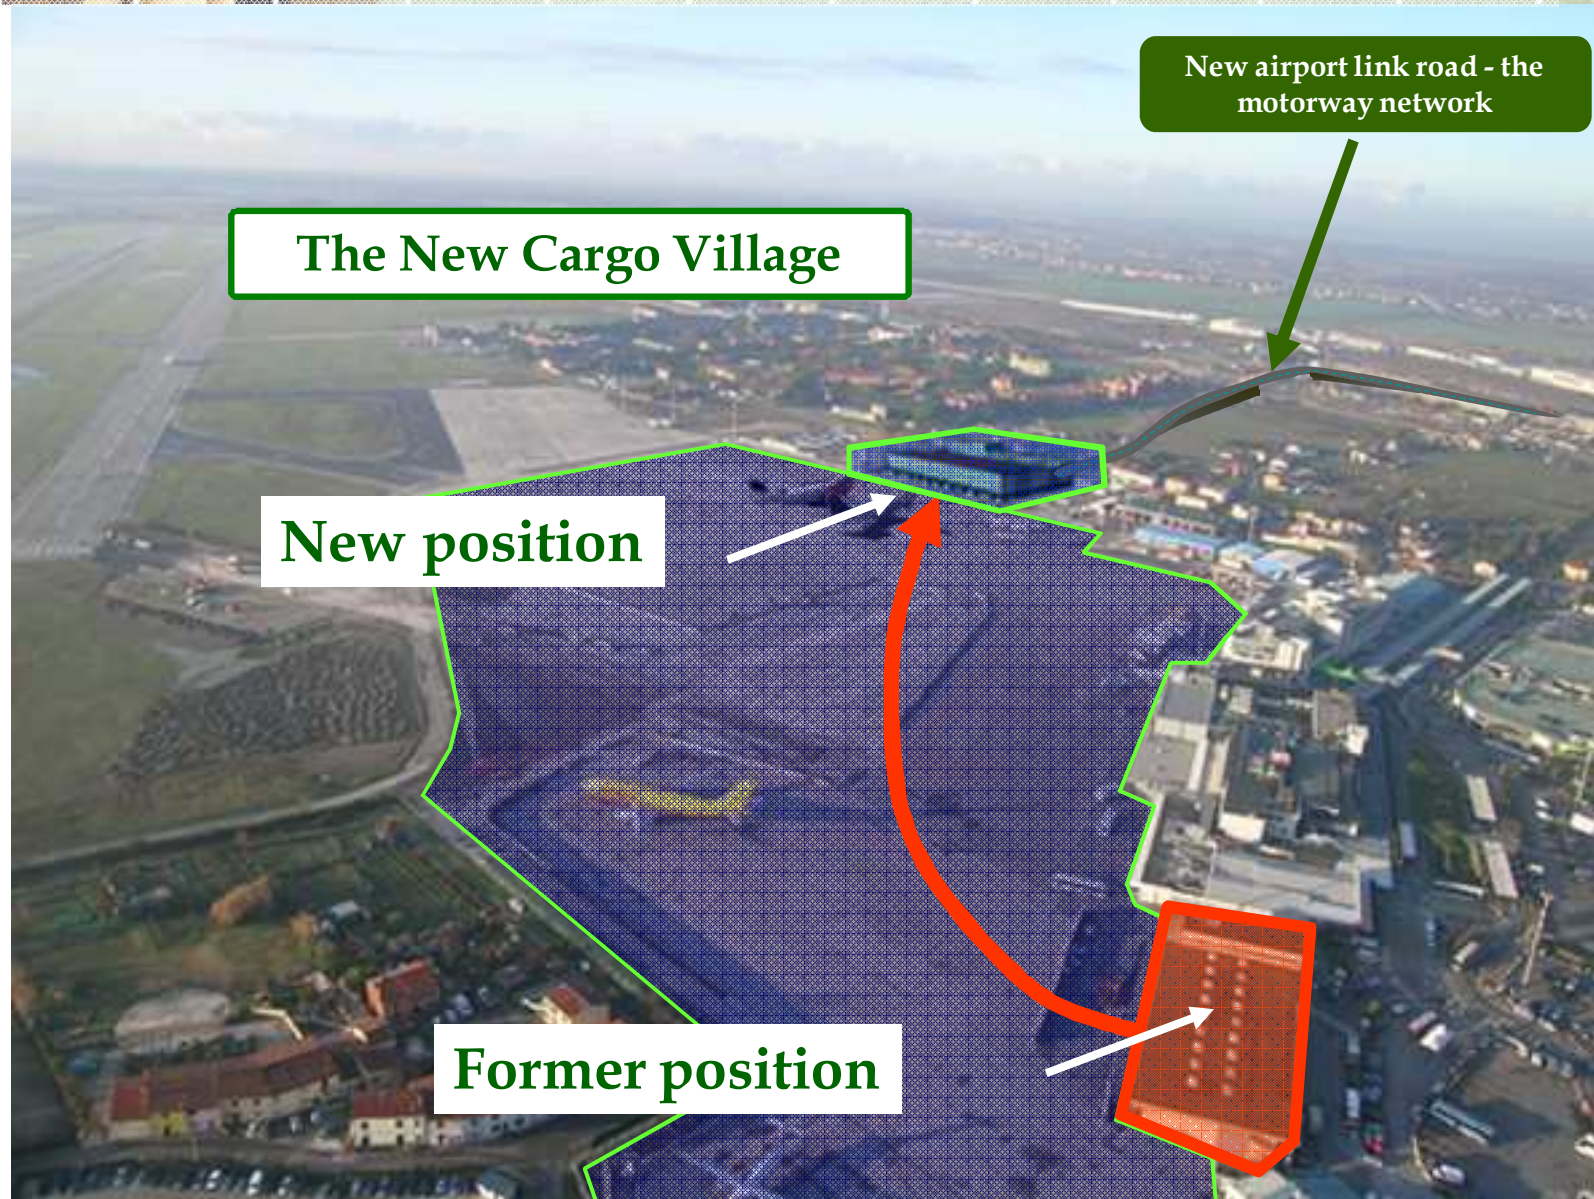 New airport link road - the
motorway network
The New Cargo Village
New position
Former position